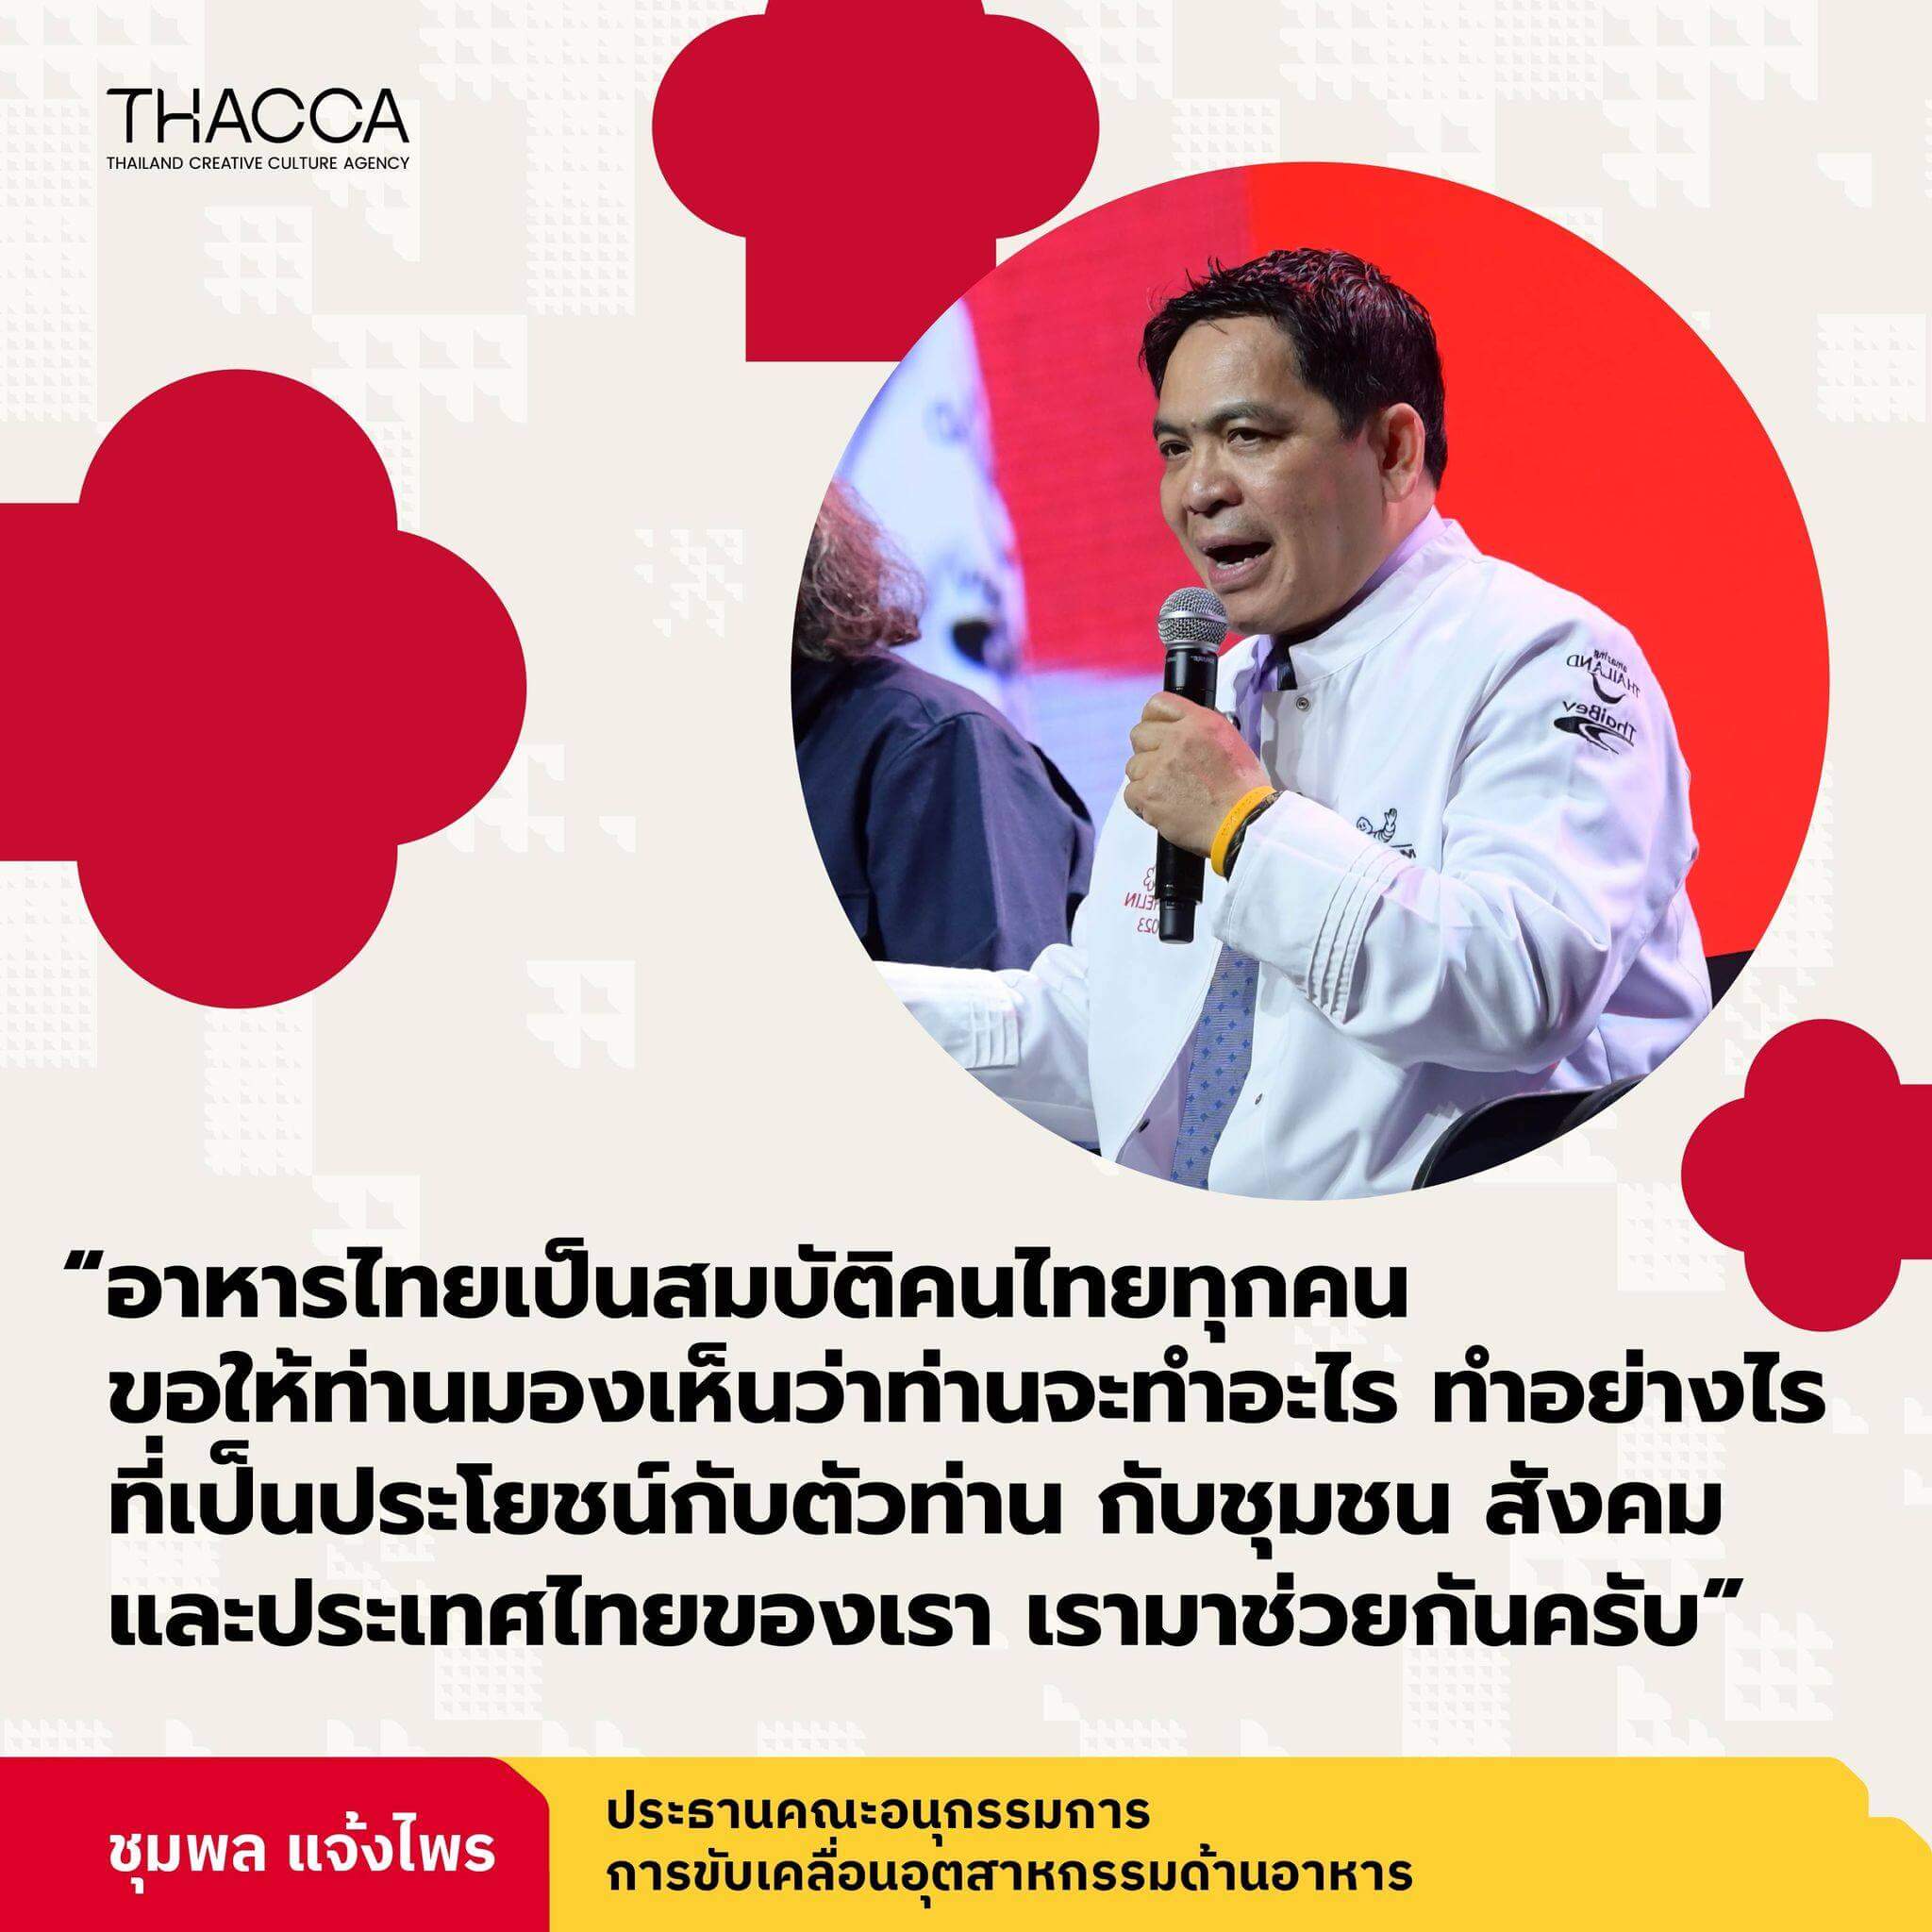 THACCA
THAILAND CREATIVE CULTURE AGENCY
amazing
THAILAND
ThaiBev
2023
“อาหารไทยเป็นสมบัติคนไทยทุกคน
ขอให้ท่านมองเห็นว่าท่านจะทำอะไร ทำอย่างไร
ที่เป็นประโยชน์กับตัวท่าน กับชุมชน สังคม
และประเทศไทยของเรา เรามาช่วยกันครับ”
ชุมพล แจ้งไพร
ประธานคณะอนุกรรมการ
การขับเคลื่อนอุตสาหกรรมด้านอาหาร